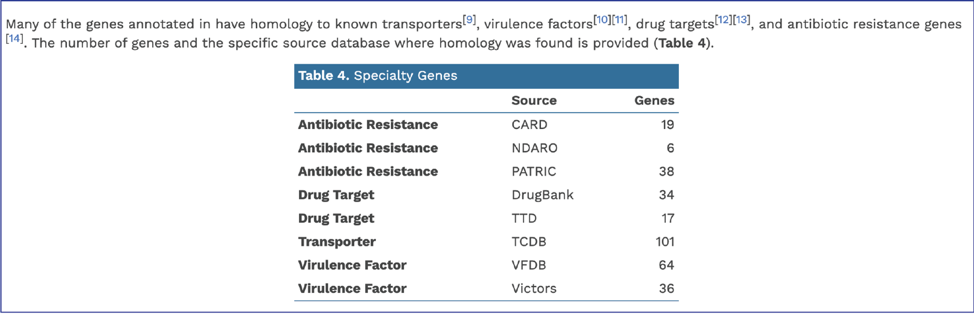 Many of the genes annotated in have homology to known transporters[9], virulence factors[10][11], drug targets[12][13], and antibiotic resistance genes
[14]. The number of genes and the specific source database where homology was found is provided (Table 4).
Table 4. Specialty Genes
Source Genes
Antibiotic Resistance CARD 19
Antibiotic Resistance NDARO 6
Antibiotic Resistance PATRIC 38
Drug Target DrugBank 34
Drug Target TTD 17
Transporter TCDB 101
Virulence Factor VFDB 64
Virulence Factor Victors 36